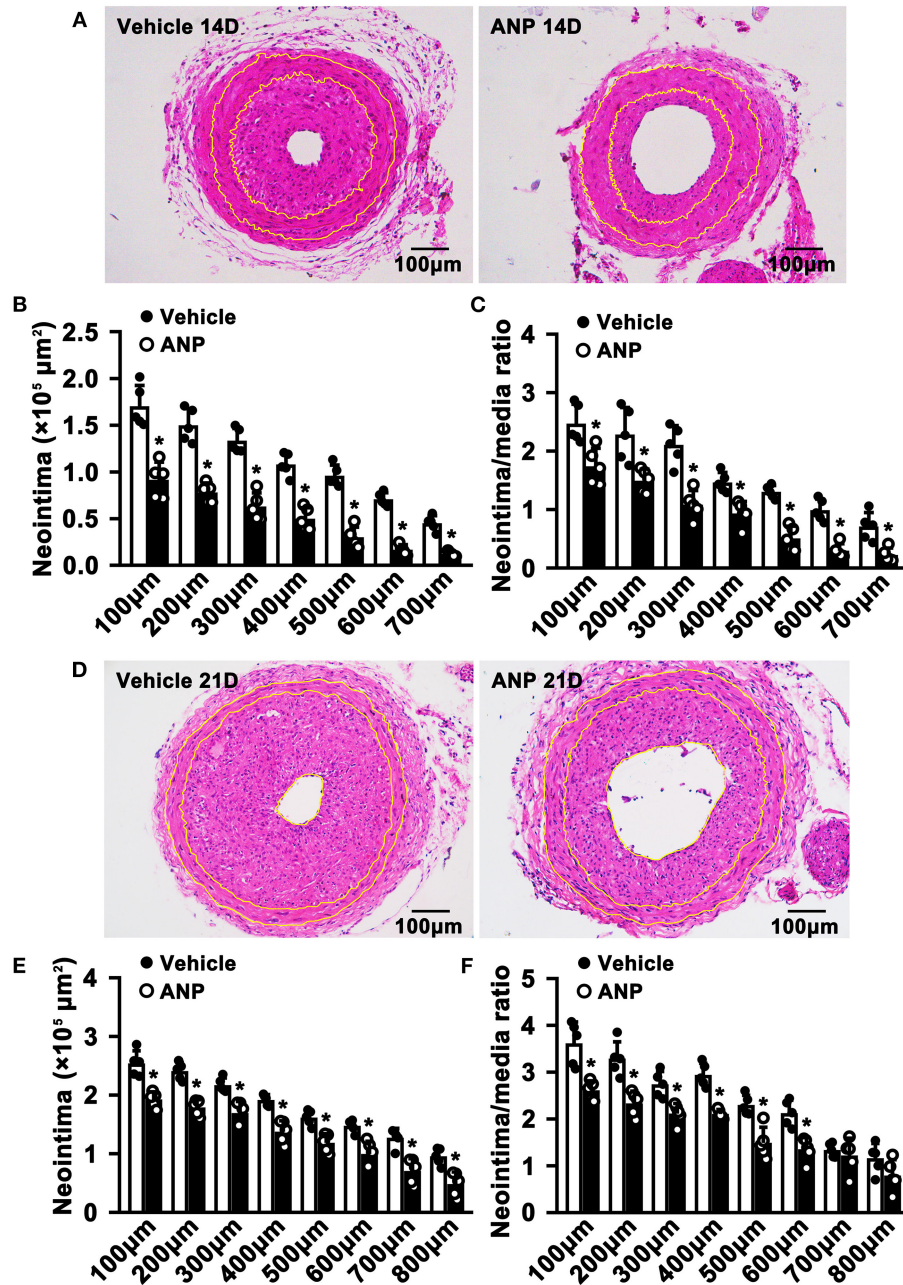 A
Vehicle 14D
100µm
ANP 14D
100µm
B
Vehicle
ANP
Neointima (×10⁵ µm²)
2.5
2.0
1.5
1.0
0.5
0.0
* * * * * * *
100µm 200µm 300µm 400µm 500µm 600µm 700µm
C
Vehicle
ANP
Neointima/media ratio
4
3
2
1
0
* * * * * * *
100µm 200µm 300µm 400µm 500µm 600µm 700µm
D
Vehicle 21D
100µm
ANP 21D
100µm
E
Vehicle
ANP
Neointima (×10⁵ µm²)
4
3
2
1
0
* * * * * * * *
100µm 200µm 300µm 400µm 500µm 600µm 700µm 800µm
F
Vehicle
ANP
Neointima/media ratio
5
4
3
2
1
0
* * * * * *
100µm 200µm 300µm 400µm 500µm 600µm 700µm 800µm